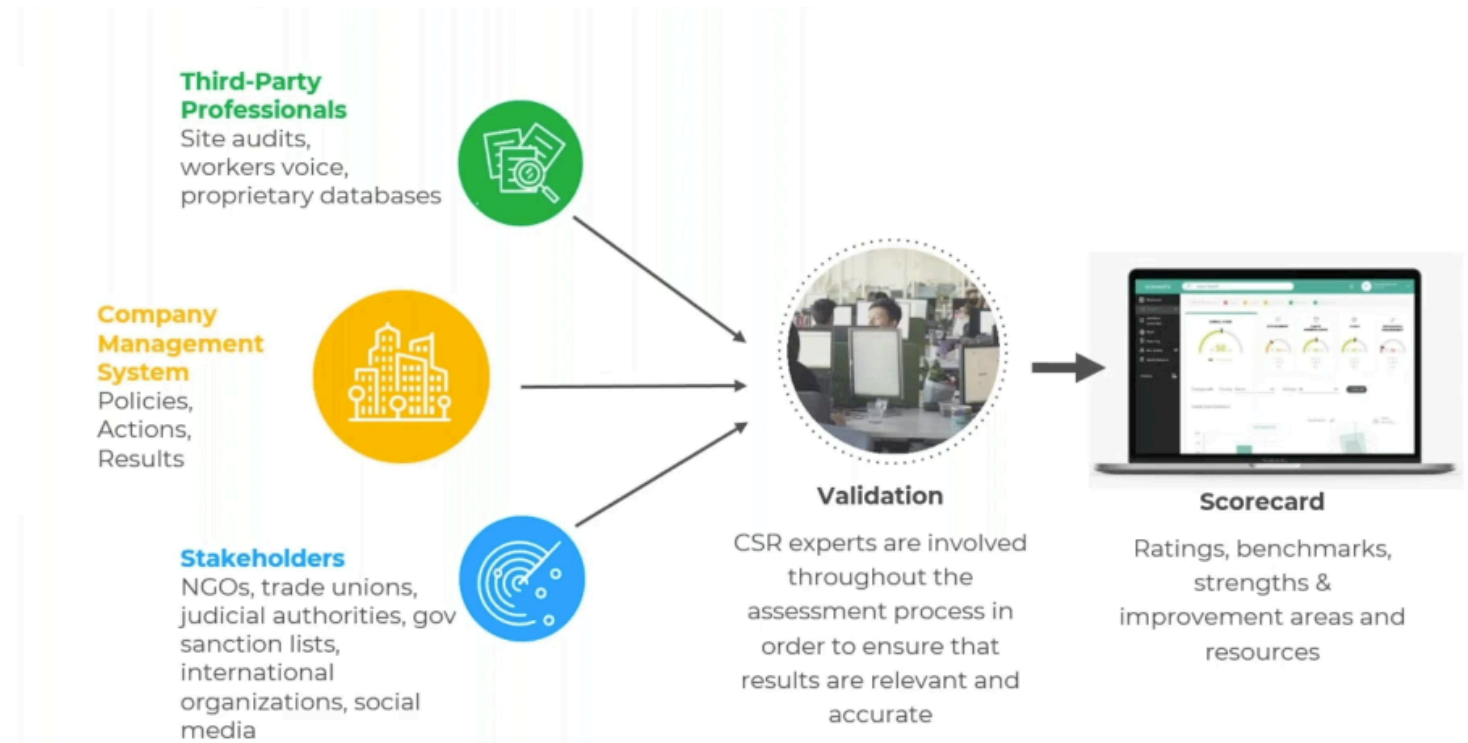 Third-Party
Professionals
Site audits,
workers voice,
proprietary databases
Company
Management
System
Policies,
Actions,
Results
Stakeholders
NGOs, trade unions,
judicial authorities, gov
sanction lists,
international
organizations, social
media
Validation
CSR experts are involved
throughout the
assessment process in
order to ensure that
results are relevant and
accurate
Scorecard
Ratings, benchmarks,
strengths &
improvement areas and
resources